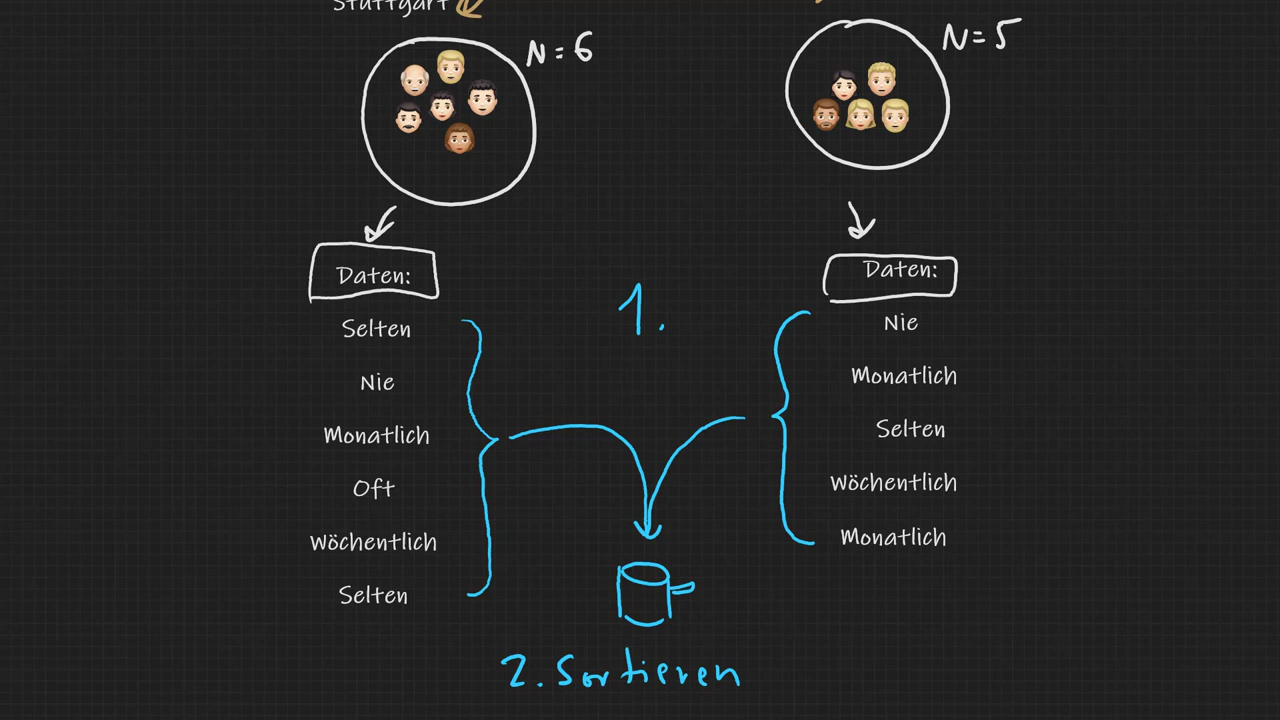 Stuttgart
N=6
N=5
Daten:
Selten
Nie
Monatlich
Oft
Wöchentlich
Selten
1.
Daten:
Nie
Monatlich
Selten
Wöchentlich
Monatlich
2. Sortieren